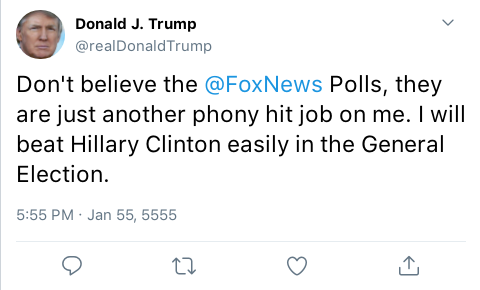 Donald J. Trump
@realDonaldTrump
Don't believe the @FoxNews Polls, they
are just another phony hit job on me. I will
beat Hillary Clinton easily in the General
Election.
5:55 PM · Jan 55, 5555